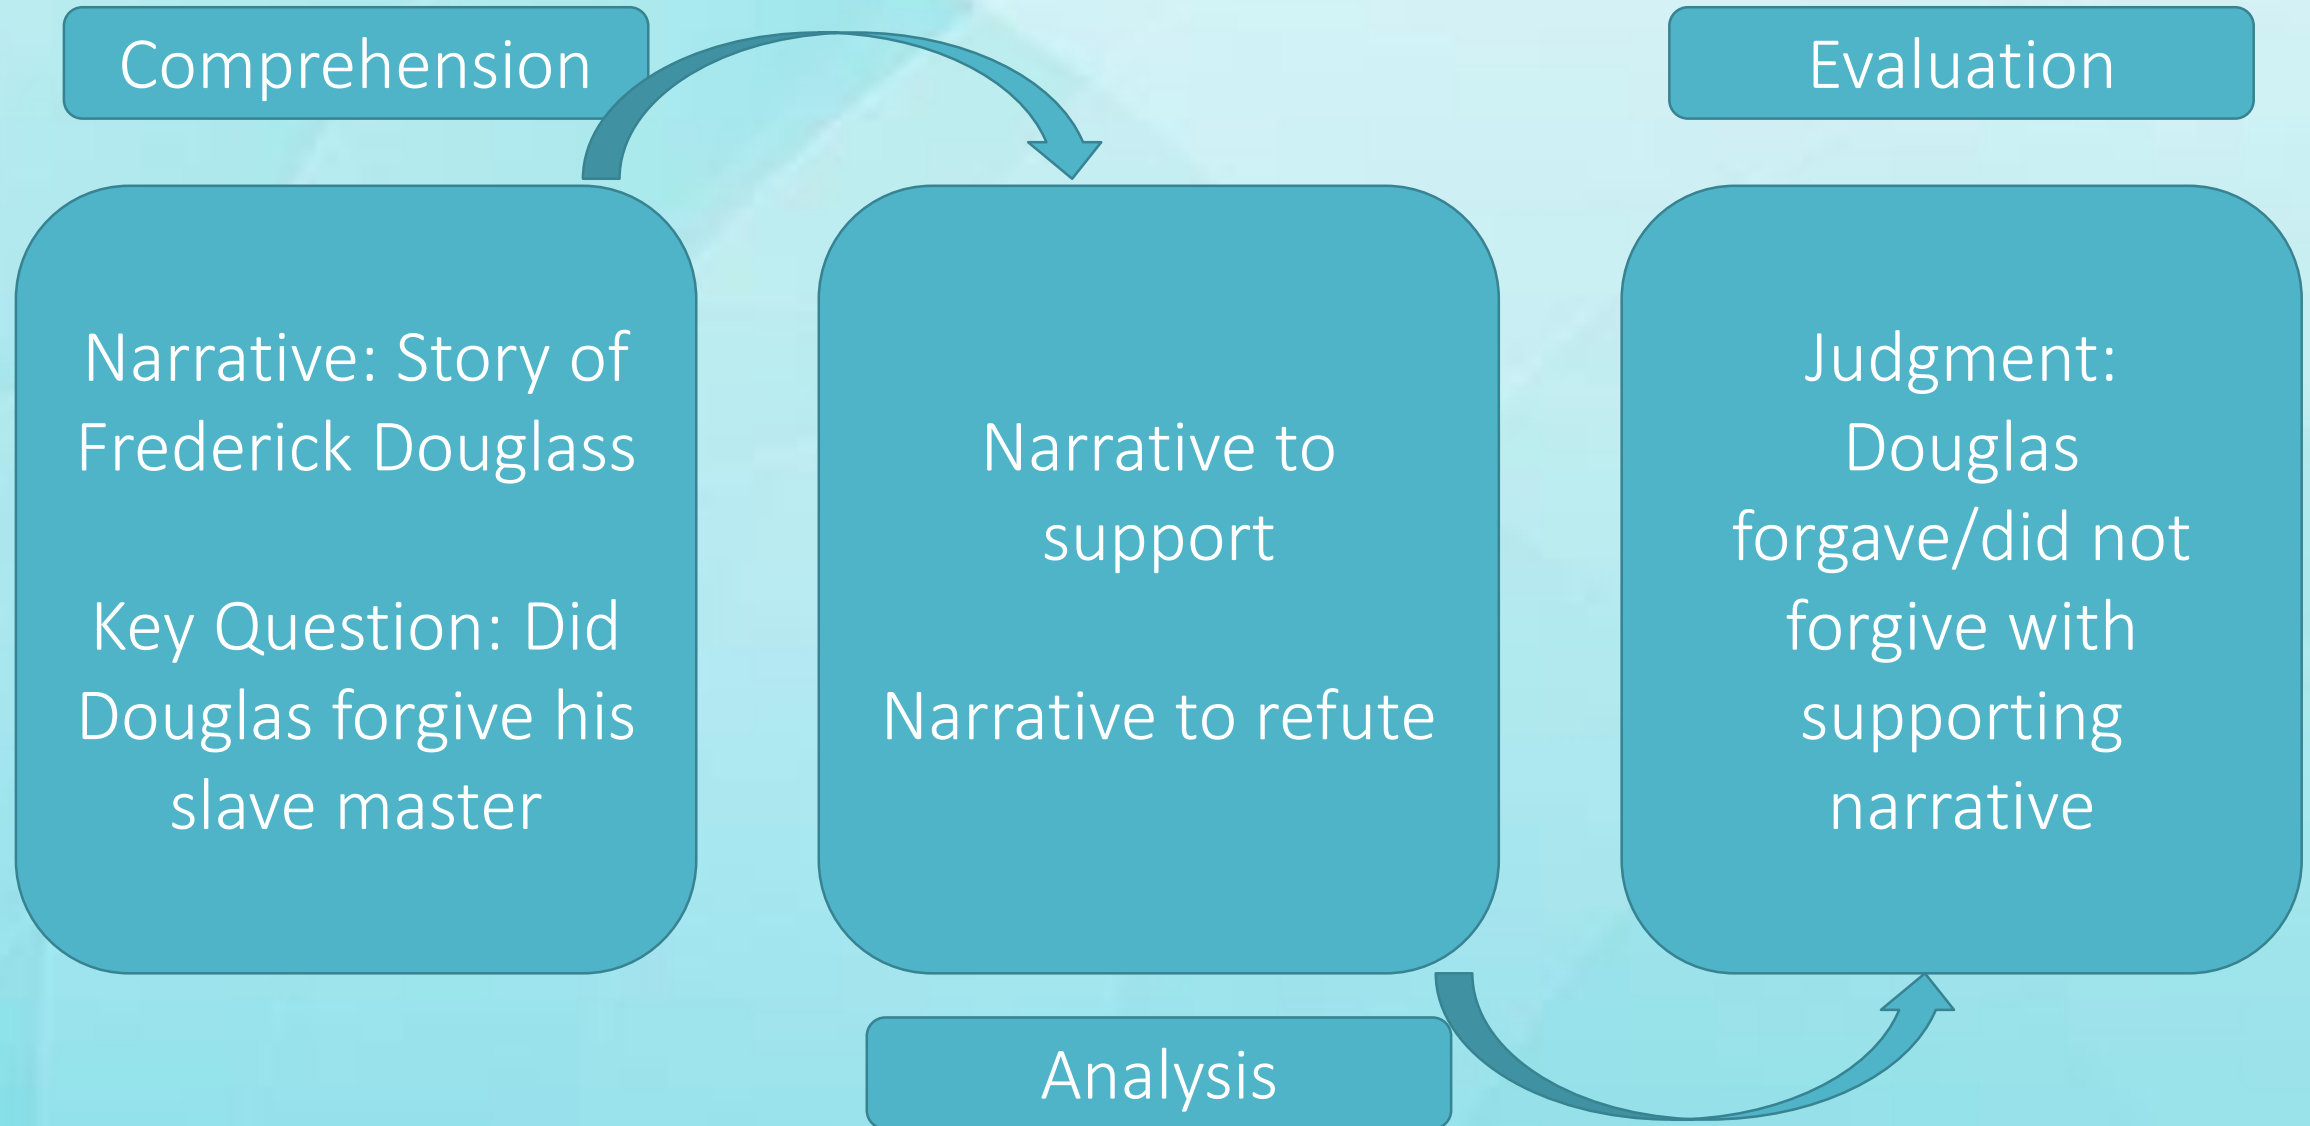 Comprehension
Narrative: Story of
Frederick Douglass
Key Question: Did
Douglas forgive his
slave master
Narrative to
support
Narrative to refute
Analysis
Evaluation
Judgment:
Douglas
forgave/did not
forgive with
supporting
narrative